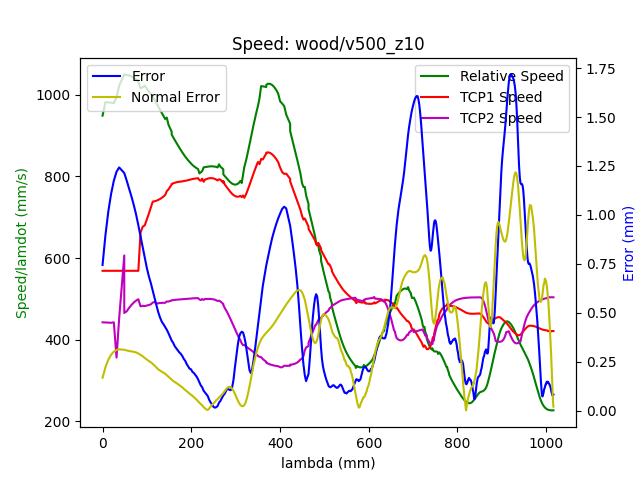 Speed: wood/v500_z10
Error
Normal Error
Relative Speed
TCP1 Speed
TCP2 Speed
Speed/lamdot (mm/s)
1000
800
600
400
200
Error (mm)
1.75
1.50
1.25
1.00
0.75
0.50
0.25
0.00
0 200 400 600 800 1000
lambda (mm)